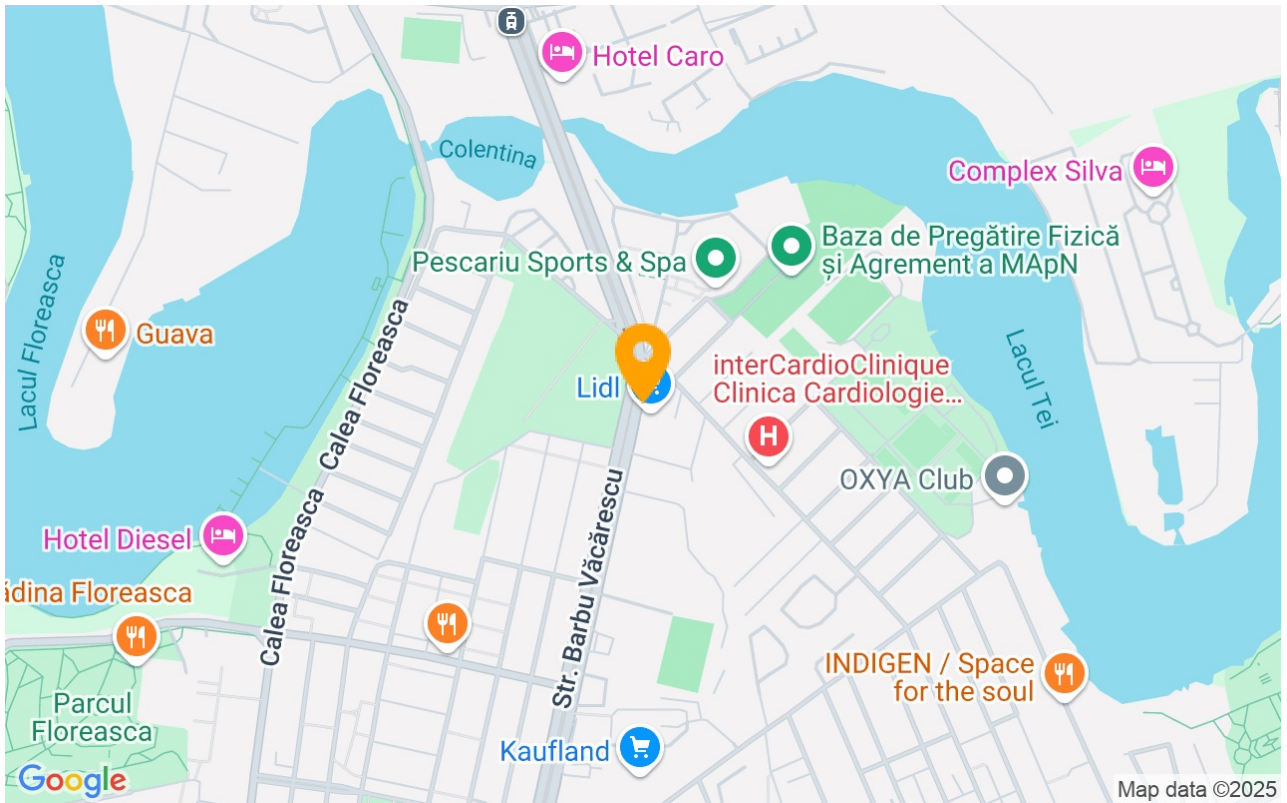 Hotel Caro
Colentina
Complex Silva
Baza de Pregătire Fizică
și Agrement a MApN
Pescariu Sports & Spa
Lacul Floreasca
Guava
Calea Floreasca
interCardioClinique
Clinica Cardiologie...
Lidl
H
Lacul Tei
OXYA Club
Calea Floreasca
Hotel Diesel
Str. Barbu Văcărescu
ădina Floreasca
INDIGEN / Space
for the soul
Parcul
Floreasca
Kaufland
Google
Map data ©2025